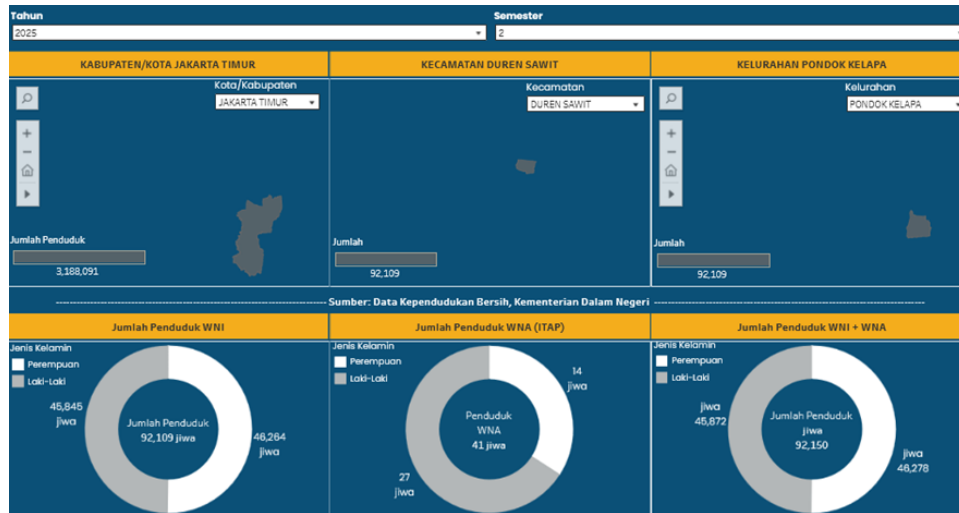 Tahun
Semester
2025
2
KABUPATEN/KOTA JAKARTA TIMUR
KECAMATAN DUREN SAWIT
KELURAHAN PONDOK KELAPA
Kota/Kabupaten
JAKARTA TIMUR
Kecamatan
DUREN SAWIT
Kelurahan
PONDOK KELAPA
Jumlah Penduduk
3,188,091
Jumlah
92,109
Jumlah
92,109
Sumber: Data Kependudukan Bersih, Kementerian Dalam Negeri
Jumlah Penduduk WNI
Jumlah Penduduk WNA (ITAP)
Jumlah Penduduk WNI + WNA
Jenis Kelamin
Perempuan
Laki-Laki
45,845
jiwa
Jumlah Penduduk
92,109 jiwa
46,264
jiwa
Jenis Kelamin
Perempuan
Laki-Laki
14
jiwa
Penduduk
WNA
41 jiwa
27
jiwa
Jenis Kelamin
Perempuan
Laki-Laki
jiwa
45,872
Jumlah Penduduk
jiwa
92,150
jiwa
46,278